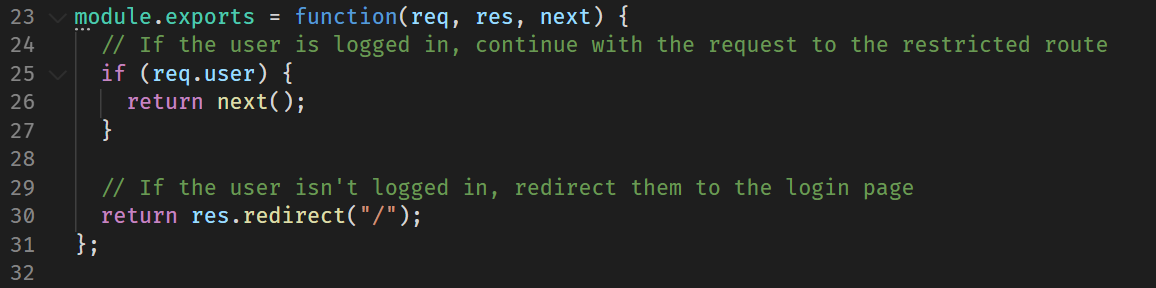 23 module.exports = function(req, res, next) {
24   // If the user is logged in, continue with the request to the restricted route
25   if (req.user) {
26     return next();
27   }
28
29   // If the user isn't logged in, redirect them to the login page
30   return res.redirect("/");
31 };
32